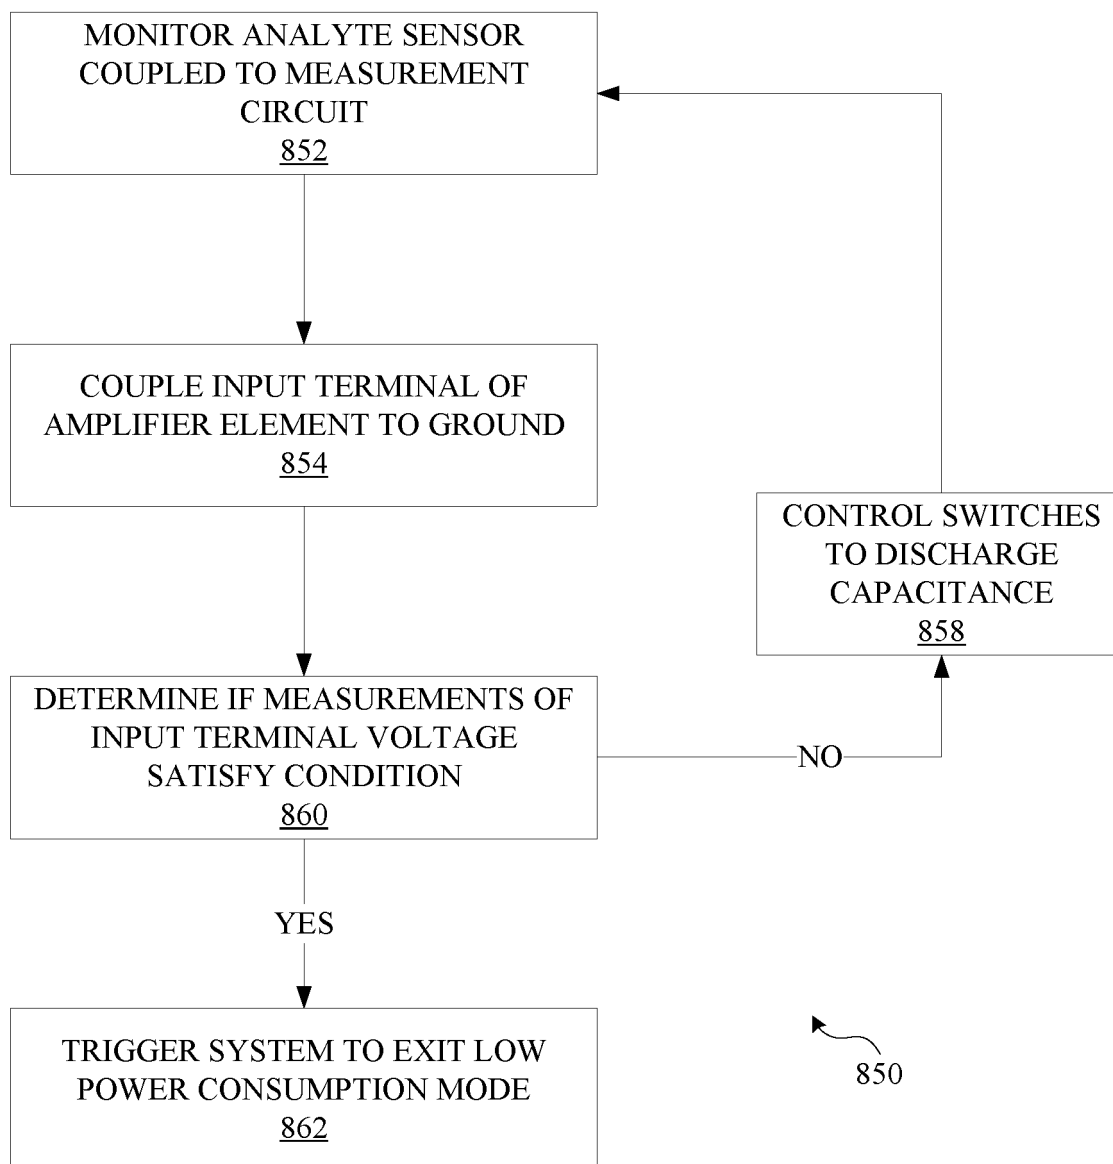 MONITOR ANALYTE SENSOR
COUPLED TO MEASUREMENT
CIRCUIT
852
COUPLE INPUT TERMINAL OF
AMPLIFIER ELEMENT TO GROUND
854
CONTROL SWITCHES
TO DISCHARGE
CAPACITANCE
858
DETERMINE IF MEASUREMENTS OF
INPUT TERMINAL VOLTAGE
SATISFY CONDITION
860
NO
YES
TRIGGER SYSTEM TO EXIT LOW
POWER CONSUMPTION MODE
862
850